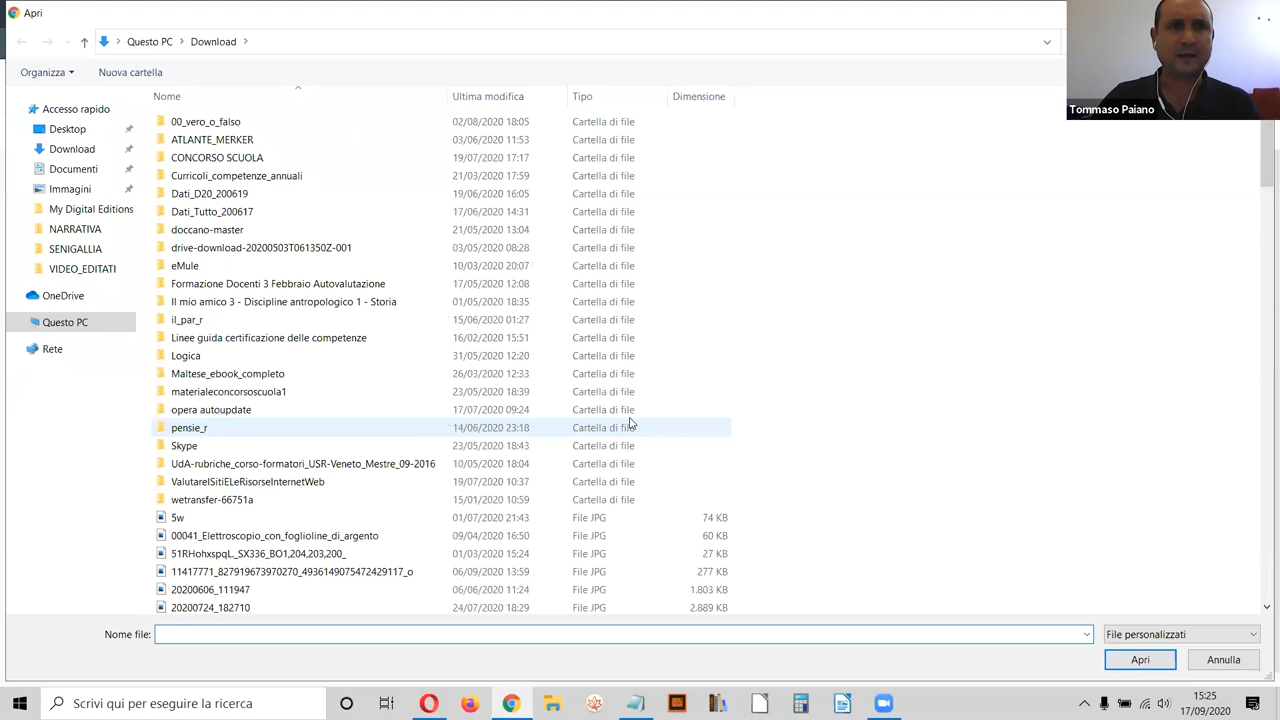 Apri
Questo PC > Download >
Organizza Nuova cartella
Nome Ultima modifica Tipo Dimensione
Accesso rapido
Desktop
Download
Documenti
Immagini
My Digital Editions
NARRATIVA
SENIGALLIA
VIDEO_EDITATI
OneDrive
Questo PC
Rete
00_vero_o_falso 02/08/2020 18:05 Cartella di file
ATLANTE_MERKER 03/06/2020 11:53 Cartella di file
CONCORSO SCUOLA 19/07/2020 17:17 Cartella di file
Curricoli_competenze_annuali 21/03/2020 17:59 Cartella di file
Dati_D20_200619 19/06/2020 16:05 Cartella di file
Dati_Tutto_200617 17/06/2020 14:31 Cartella di file
doccano-master 21/05/2020 13:04 Cartella di file
drive-download-20200503T061350Z-001 03/05/2020 08:28 Cartella di file
eMule 10/03/2020 20:07 Cartella di file
Formazione Docenti 3 Febbraio Autovalutazione 17/05/2020 12:08 Cartella di file
Il mio amico 3 - Discipline antropologico 1 - Storia 01/05/2020 18:35 Cartella di file
il_par_r 15/06/2020 01:27 Cartella di file
Linee guida certificazione delle competenze 16/02/2020 15:51 Cartella di file
Logica 31/05/2020 12:20 Cartella di file
Maltese_ebook_completo 26/03/2020 12:33 Cartella di file
materialeconcorsoscuola1 23/05/2020 18:39 Cartella di file
opera autoupdate 17/07/2020 09:24 Cartella di file
pensie_r 14/06/2020 23:18 Cartella di file
Skype 23/05/2020 18:43 Cartella di file
UdA-rubriche_corso-formatori_USR-Veneto_Mestre_09-2016 10/05/2020 18:04 Cartella di file
ValutareISitiELeRisorseInternetWeb 19/07/2020 10:37 Cartella di file
wetransfer-66751a 15/01/2020 10:59 Cartella di file
5w 01/07/2020 21:43 File JPG 74 KB
00041_Elettroscopio_con_foglioline_di_argento 09/04/2020 16:50 File JPG 60 KB
51RHohxspqL._SX336_BO1,204,203,200_ 01/03/2020 15:24 File JPG 27 KB
11417771_827919673970270_4936149075472429117_o 06/09/2020 13:59 File JPG 277 KB
20200606_111947 06/06/2020 11:24 File JPG 1.803 KB
20200724_182710 24/07/2020 18:29 File JPG 2.889 KB
Nome file: File personalizzati
Apri Annulla
Tommaso Paiano
Scrivi qui per eseguire la ricerca
15:25
17/09/2020